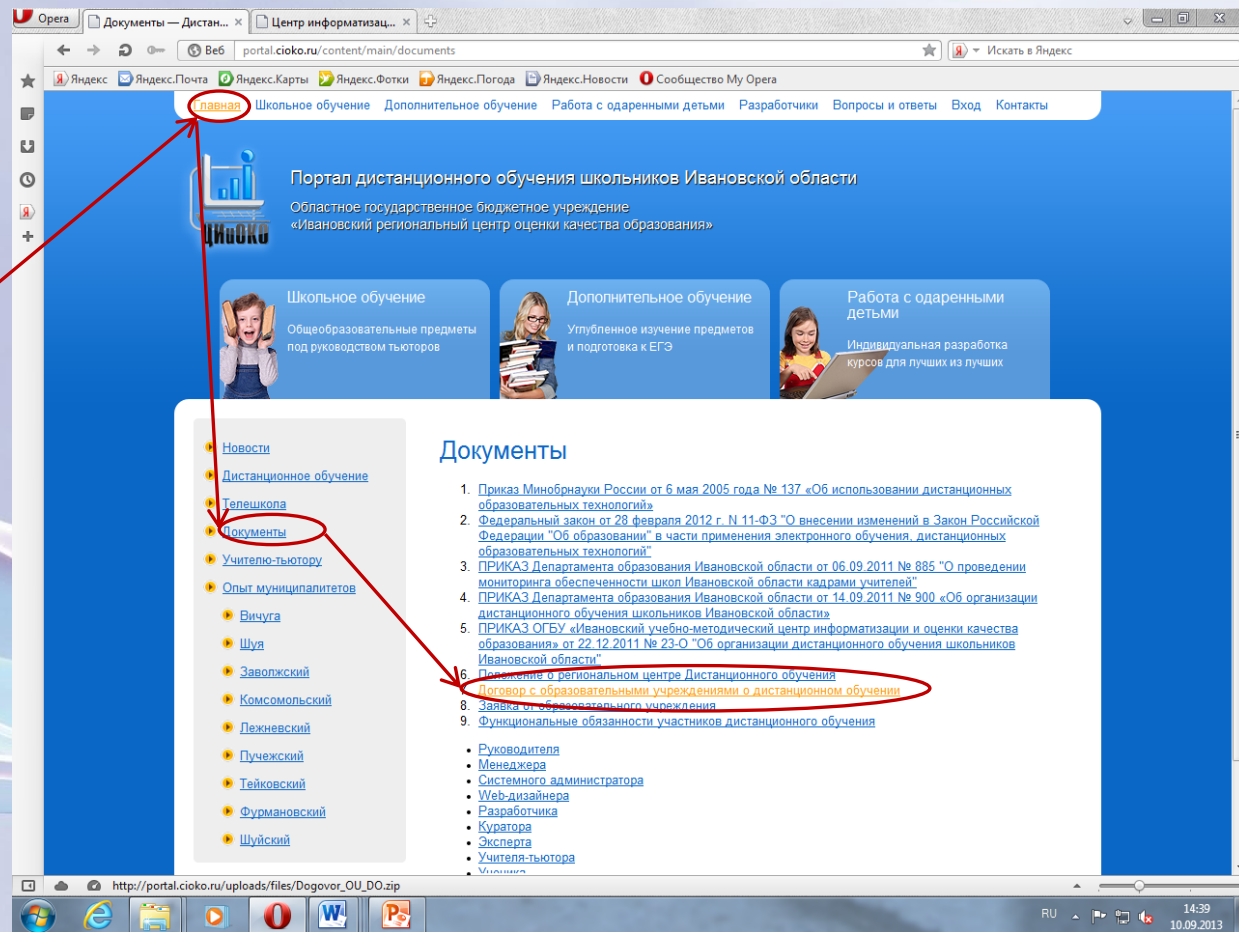 Opera
Документы — Дистан...
Центр информатизац...
Веб
portal.cioko.ru/content/main/documents
Искать в Яндекс
Яндекс
Яндекс.Почта
Яндекс.Карты
Яндекс.Фотки
Яндекс.Погода
Яндекс.Новости
Сообщество My Opera
Главная Школьное обучение Дополнительное обучение Работа с одаренными детьми Разработчики Вопросы и ответы Вход Контакты
ЦИиОКО
Портал дистанционного обучения школьников Ивановской области
Областное государственное бюджетное учреждение
«Ивановский региональный центр оценки качества образования»
Школьное обучение
Общеобразовательные предметы
под руководством тьюторов
Дополнительное обучение
Углубленное изучение предметов
и подготовка к ЕГЭ
Работа с одаренными
детьми
Индивидуальная разработка
курсов для лучших из лучших
Новости
Дистанционное обучение
Телешкола
Документы
Учителю-тьютору
Опыт муниципалитетов
Вичуга
Шуя
Заволжский
Комсомольский
Лежневский
Пучежский
Тейковский
Фурмановский
Шуйский
Документы
1. Приказ Минобрнауки России от 6 мая 2005 года № 137 «Об использовании дистанционных
образовательных технологий»
2. Федеральный закон от 28 февраля 2012 г. N 11-ФЗ "О внесении изменений в Закон Российской
Федерации "Об образовании" в части применения электронного обучения, дистанционных
образовательных технологий"
3. ПРИКАЗ Департамента образования Ивановской области от 06.09.2011 № 885 "О проведении
мониторинга обеспеченности школ Ивановской области кадрами учителей"
4. ПРИКАЗ Департамента образования Ивановской области от 14.09.2011 № 900 «Об организации
дистанционного обучения школьников Ивановской области»
5. ПРИКАЗ ОГБУ «Ивановский учебно-методический центр информатизации и оценки качества
образования» от 22.12.2011 № 23-О "Об организации дистанционного обучения школьников
Ивановской области"
6. Положение о региональном центре Дистанционного обучения
Договор с образовательными учреждениями о дистанционном обучении
8. Заявка от образовательного учреждения
9. Функциональные обязанности участников дистанционного обучения
Руководителя
Менеджера
Системного администратора
Web-дизайнера
Разработчика
Куратора
Эксперта
Учителя-тьютора
Ученика
http://portal.cioko.ru/uploads/files/Dogovor_OU_DO.zip
RU
14:39
10.09.2013